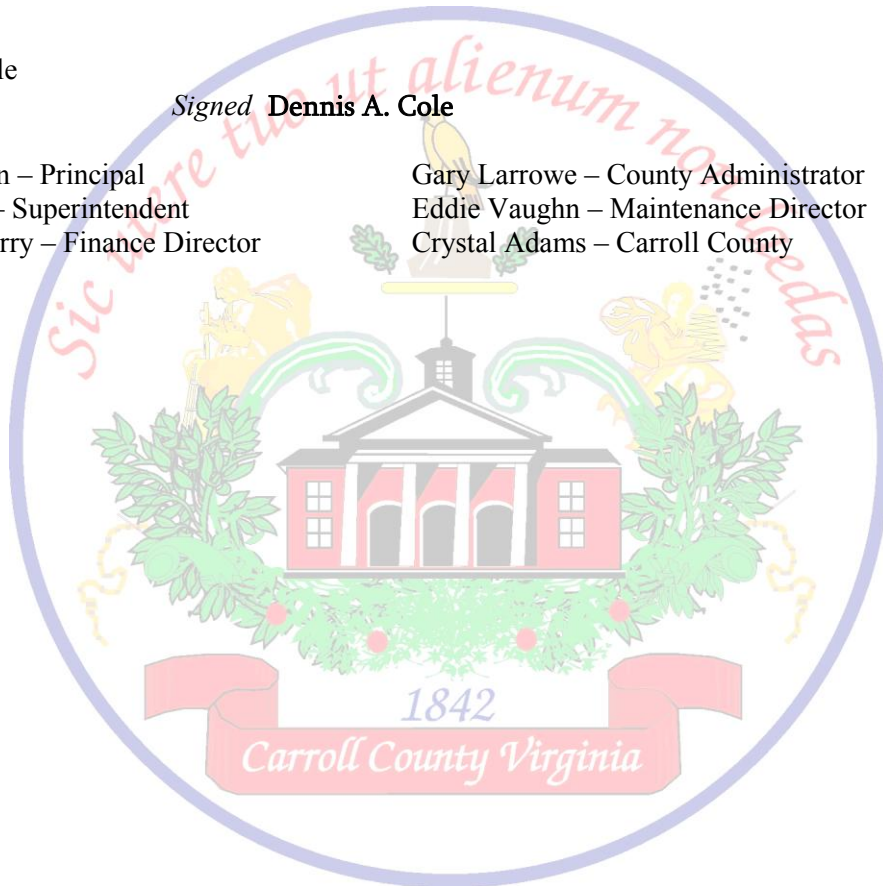 le
Signed Dennis A. Cole
n – Principal
Gary Larrowe – County Administrator
– Superintendent
Eddie Vaughn – Maintenance Director
rry – Finance Director
Crystal Adams – Carroll County
Sic utere tuo ut alienum non loedas
1842
Carroll County Virginia